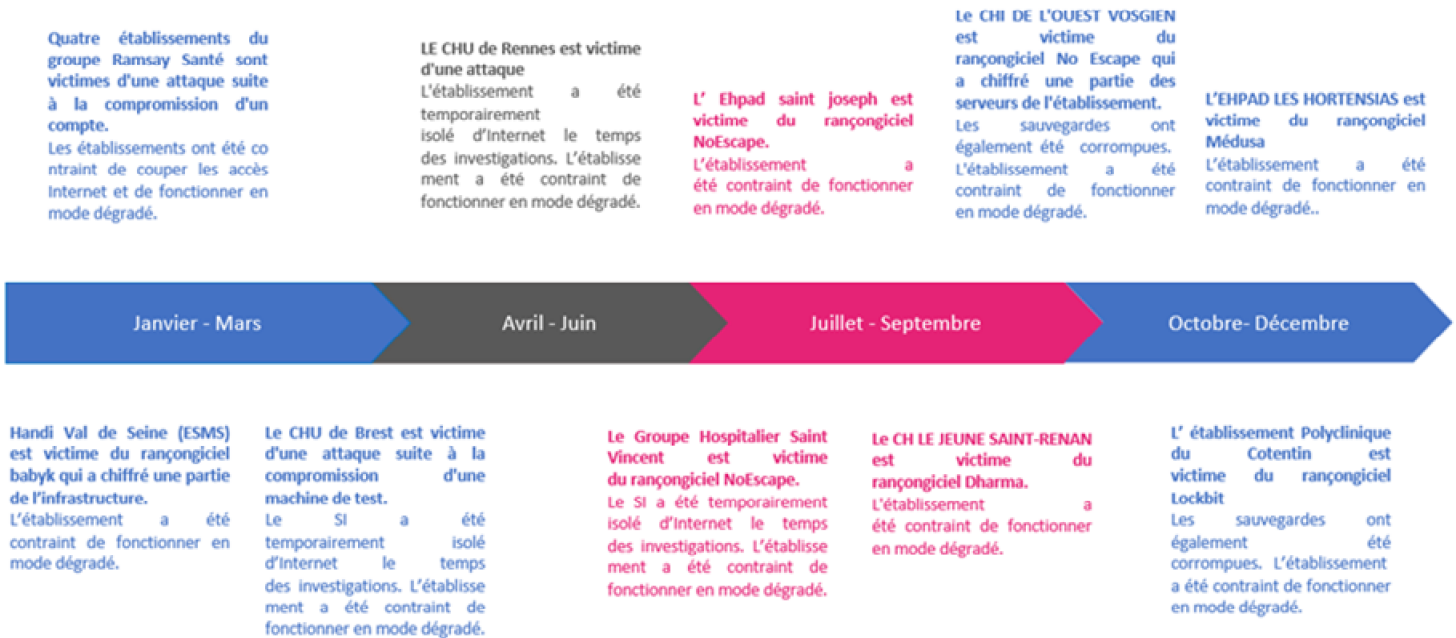 Quatre établissements du
groupe Ramsay Santé sont
victimes d'une attaque suite
à la compromission d'un
compte.
Les établissements ont été co
ntraint de couper les accès
Internet et de fonctionner en
mode dégradé.
LE CHU de Rennes est victime
d'une attaque
L'établissement a été
temporairement
isolé d’Internet le temps
des investigations. L’établisse
ment a été contraint de
fonctionner en mode dégradé.
L’ Ehpad saint joseph est
victime du rançongiciel
NoEscape.
L’établissement a
été contraint de fonctionner
en mode dégradé.
Le CHI DE L'OUEST VOSGIEN
est victime du
rançongiciel No Escape qui
a chiffré une partie des
serveurs de l'établissement.
Les sauvegardes ont
également été corrompues.
L'établissement a été
contraint de fonctionner
en mode dégradé.
L’EHPAD LES HORTENSIAS est
victime du rançongiciel
Médusa
L’établissement a été
contraint de fonctionner en
mode dégradé..
Janvier - Mars
Avril - Juin
Juillet - Septembre
Octobre- Décembre
Handi Val de Seine (ESMS)
est victime du rançongiciel
babyk qui a chiffré une partie
de l’infrastructure.
L’établissement a été
contraint de fonctionner en
mode dégradé.
Le CHU de Brest est victime
d'une attaque suite à la
compromission d'une
machine de test.
Le SI a été
temporairement isolé
d’Internet le temps
des investigations. L’établisse
ment a été contraint de
fonctionner en mode dégradé.
Le Groupe Hospitalier Saint
Vincent est victime
du rançongiciel NoEscape.
Le SI a été temporairement
isolé d’Internet le temps
des investigations. L’établisse
ment a été contraint de
fonctionner en mode dégradé.
Le CH LE JEUNE SAINT-RENAN
est victime du
rançongiciel Dharma.
L'établissement a
été contraint de fonctionner
en mode dégradé.
L’ établissement Polyclinique
du Cotentin est
victime du rançongiciel
Lockbit
Les sauvegardes ont
également été
corrompues. L’établissement
a été contraint de fonctionner
en mode dégradé.